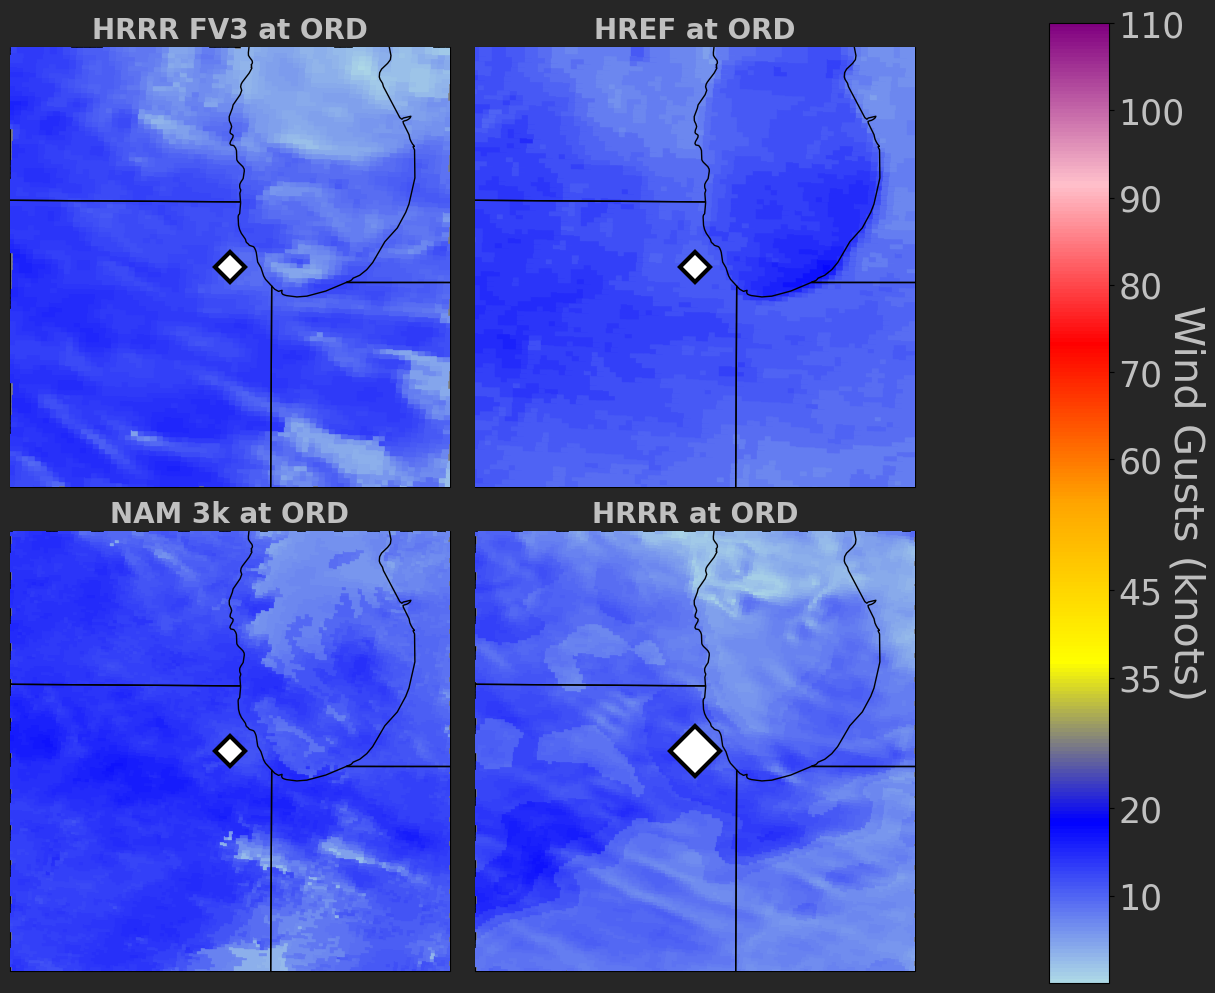 HRRR FV3 at ORD
HREF at ORD
NAM 3k at ORD
HRRR at ORD
110
100
90
80
70
60
45
35
20
10
Wind Gusts (knots)